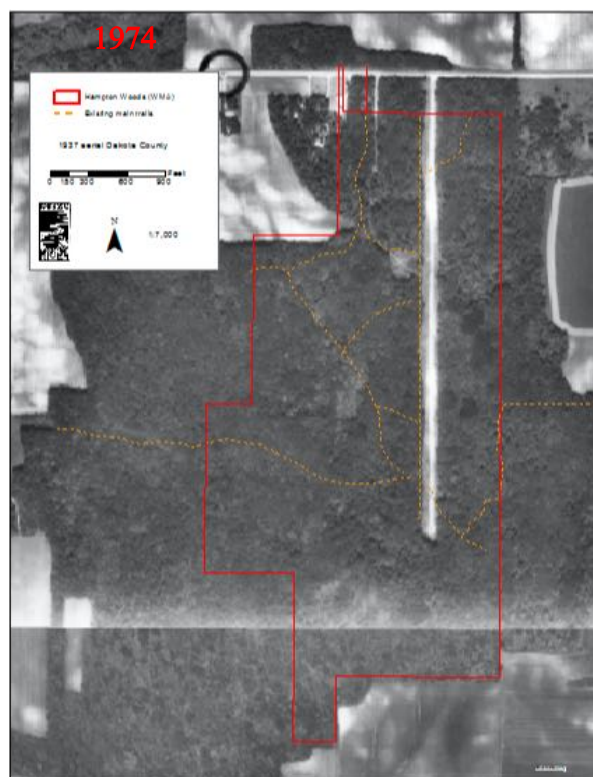 1974
Hampton Woods (WMA)
Existing main trails
1937 aerial Dakota County
Feet
0 150 300 600 900
N
1:7,000